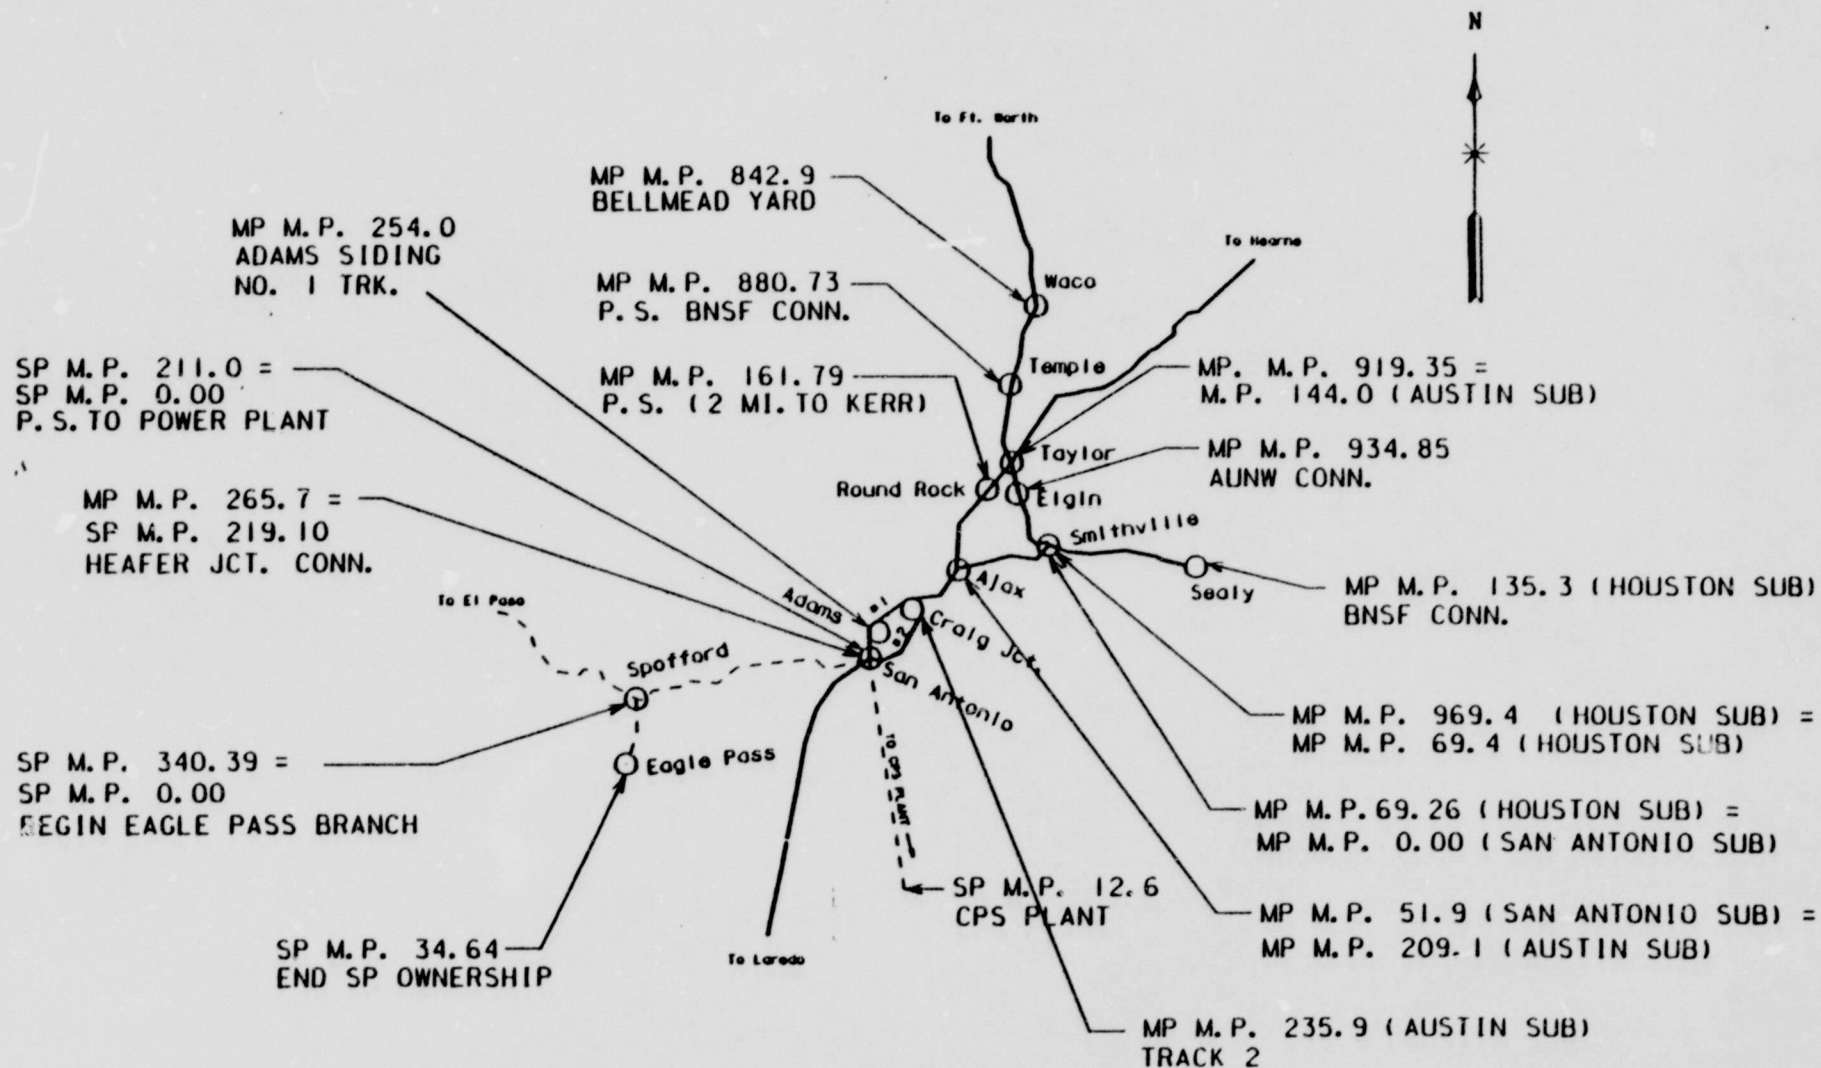 N
To Ft. Worth
MP M.P. 842.9
BELLMEAD YARD
MP M.P. 254.0
ADAMS SIDING
NO. 1 TRK.
To Hearne
MP M.P. 880.73
P.S. BNSF CONN.
Waco
SP M.P. 211.0 =
SP M.P. 0.00
P.S. TO POWER PLANT
MP M.P. 161.79
P.S. (2 MI. TO KERR)
Temple
MP. M.P. 919.35 =
M.P. 144.0 (AUSTIN SUB)
Taylor
MP M.P. 934.85
AUNW CONN.
Round Rock
Elgin
MP M.P. 265.7 =
SP M.P. 219.10
HEAFER JCT. CONN.
Smithville
Sealy
MP M.P. 135.3 (HOUSTON SUB)
BNSF CONN.
To El Paso
Adams
#1
#2
Ajax
Craig Jct.
Spofford
San Antonio
MP M.P. 969.4 (HOUSTON SUB) =
MP M.P. 69.4 (HOUSTON SUB)
SP M.P. 340.39 =
SP M.P. 0.00
BEGIN EAGLE PASS BRANCH
Eagle Pass
TO CPS PLANT
MP M.P. 69.26 (HOUSTON SUB) =
MP M.P. 0.00 (SAN ANTONIO SUB)
SP M.P. 12.6
CPS PLANT
MP M.P. 51.9 (SAN ANTONIO SUB) =
MP M.P. 209.1 (AUSTIN SUB)
SP M.P. 34.64
END SP OWNERSHIP
To Laredo
MP M.P. 235.9 (AUSTIN SUB)
TRACK 2